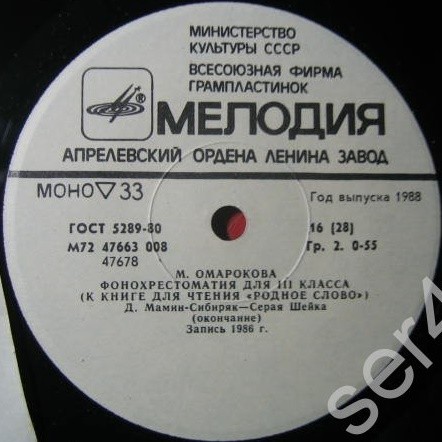 МИНИСТЕРСТВО
КУЛЬТУРЫ СССР
ВСЕСОЮЗНАЯ ФИРМА
ГРАМПЛАСТИНОК
МЕЛОДИЯ
АПРЕЛЕВСКИЙ ОРДЕНА ЛЕНИНА ЗАВОД
МОНО ▽ 33
Год выпуска 1988
ГОСТ 5289-80
16 (28)
М72 47663 008
Гр. 2. 0-55
47678
М. ОМАРОКОВА
ФОНОХРЕСТОМАТИЯ ДЛЯ III КЛАССА
(К КНИГЕ ДЛЯ ЧТЕНИЯ «РОДНОЕ СЛОВО»)
Д. Мамин-Сибиряк—Серая Шейка
(окончание)
Запись 1986 г.
ser4